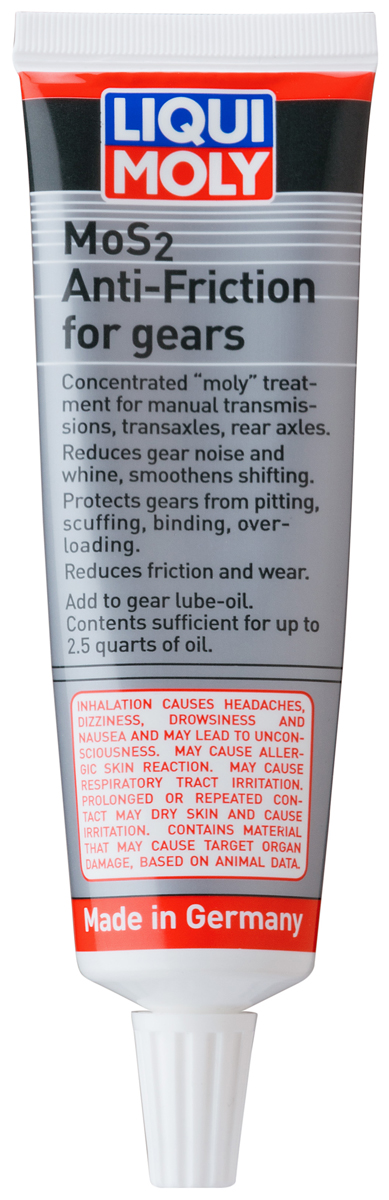 LIQUI
MOLY
MoS2
Anti-Friction
for gears
Concentrated “moly” treat-
ment for manual transmis-
sions, transaxles, rear axles.
Reduces gear noise and
whine, smoothens shifting.
Protects gears from pitting,
scuffing, binding, over-
loading.
Reduces friction and wear.
Add to gear lube-oil.
Contents sufficient for up to
2.5 quarts of oil.
INHALATION CAUSES HEADACHES,
DIZZINESS, DROWSINESS AND
NAUSEA AND MAY LEAD TO UNCON-
SCIOUSNESS. MAY CAUSE ALLER-
GIC SKIN REACTION. MAY CAUSE
RESPIRATORY TRACT IRRITATION.
PROLONGED OR REPEATED CON-
TACT MAY DRY SKIN AND CAUSE
IRRITATION. CONTAINS MATERIAL
THAT MAY CAUSE TARGET ORGAN
DAMAGE, BASED ON ANIMAL DATA.
Made in Germany